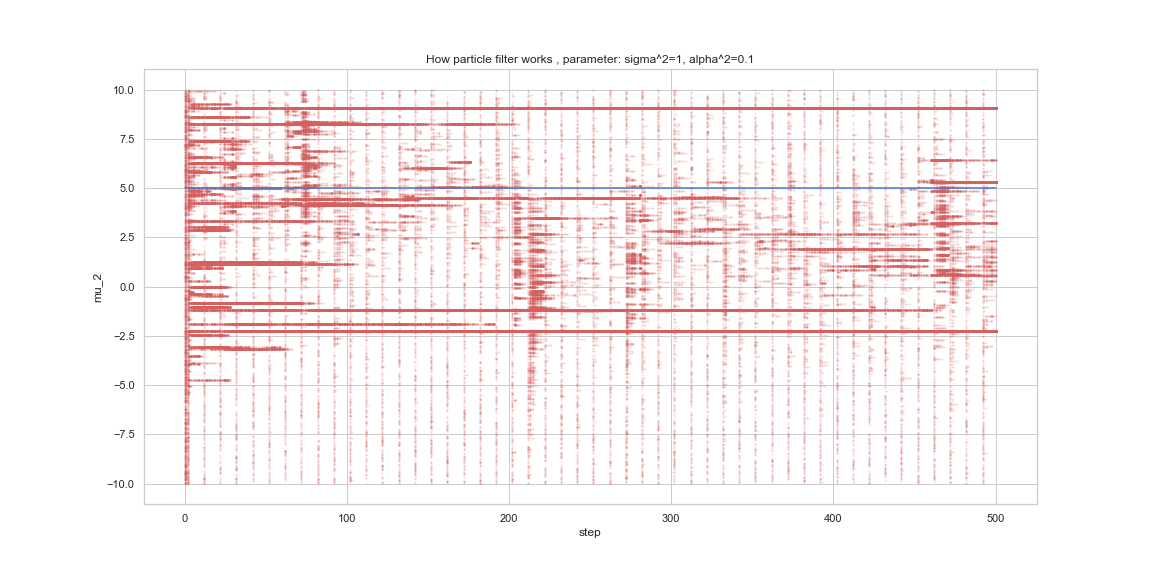 How particle filter works , parameter: sigma^2=1, alpha^2=0.1
10.0
7.5
5.0
2.5
0.0
−2.5
−5.0
−7.5
−10.0
mu_2
0 100 200 300 400 500
step